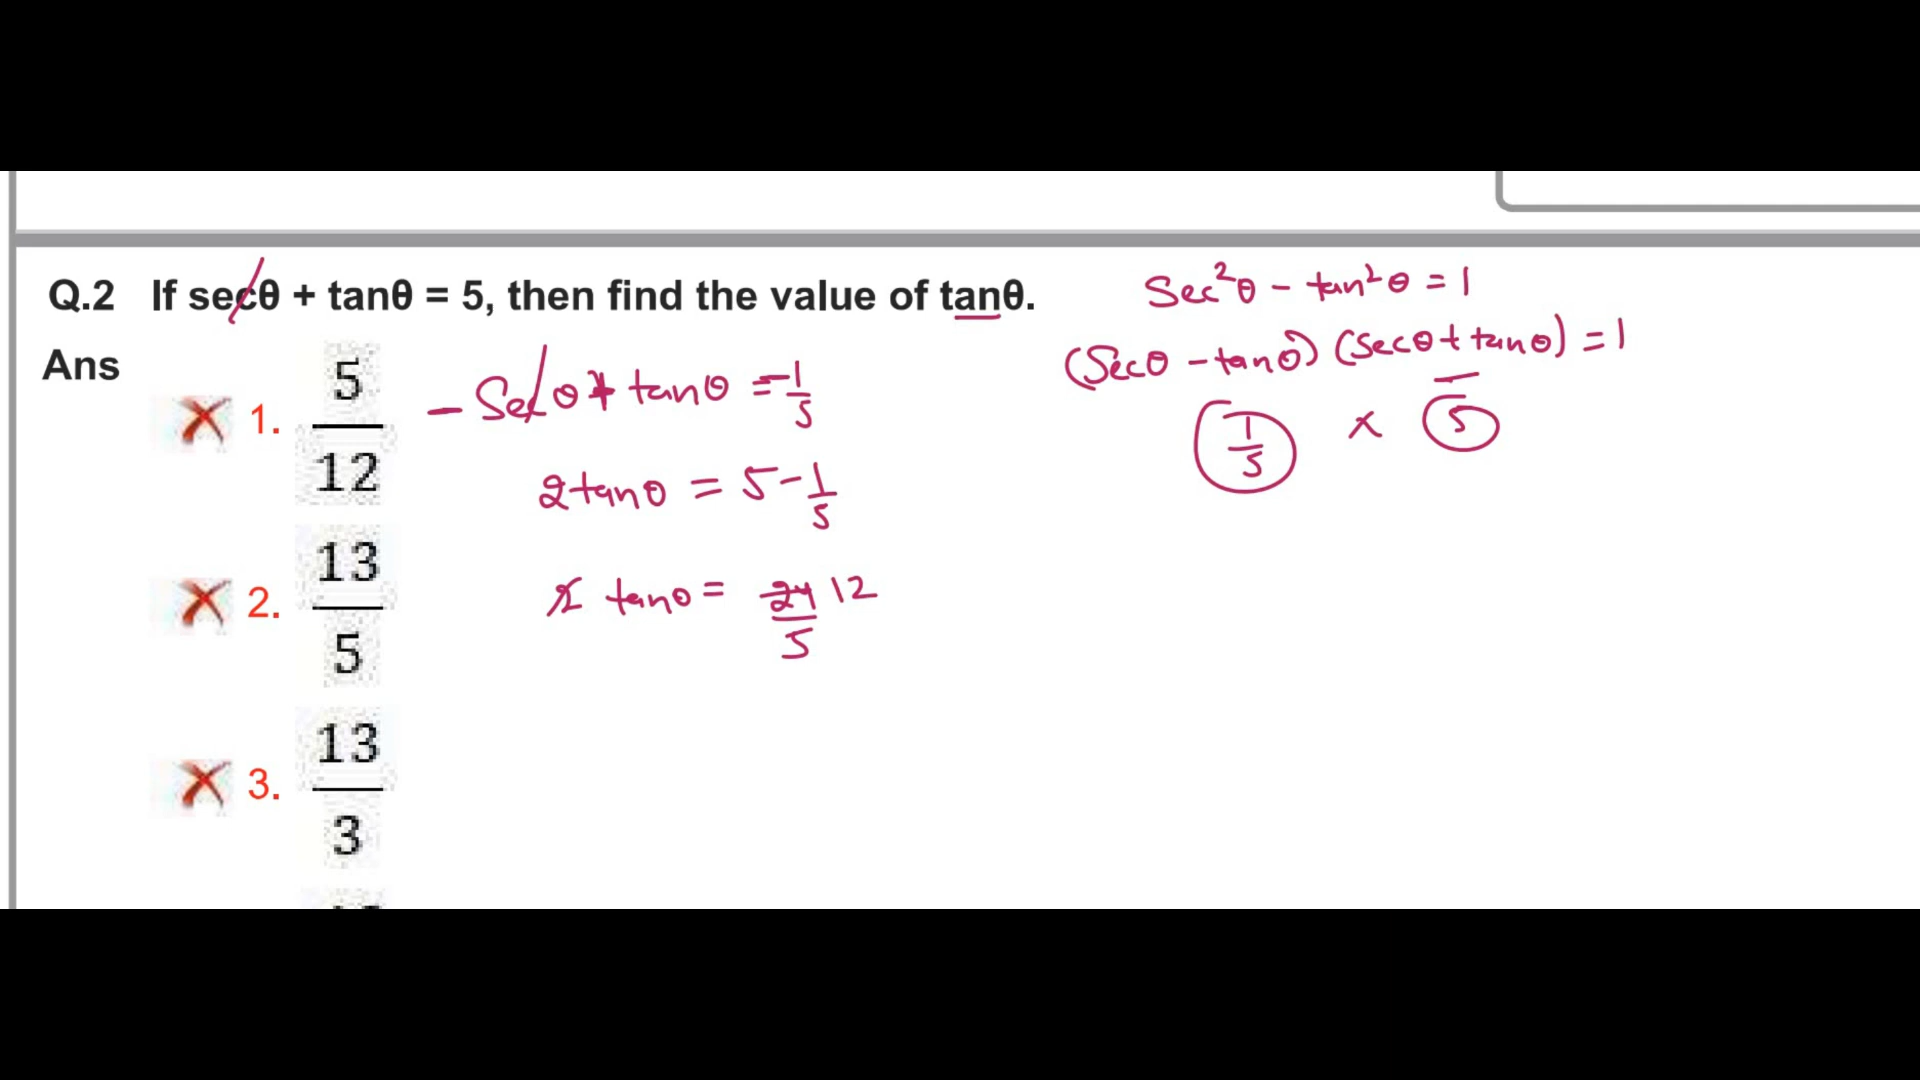 Q.2 If secθ + tanθ = 5, then find the value of tanθ.
Sec²θ - tan²θ = 1
(Secθ - tanθ) (secθ + tanθ) = 1
1/5 × 5
Ans
1. 5/12
- Secθ + tanθ = -1/5
2tanθ = 5 - 1/5
2. 13/5
2 tanθ = 24/5 12
3. 13/3